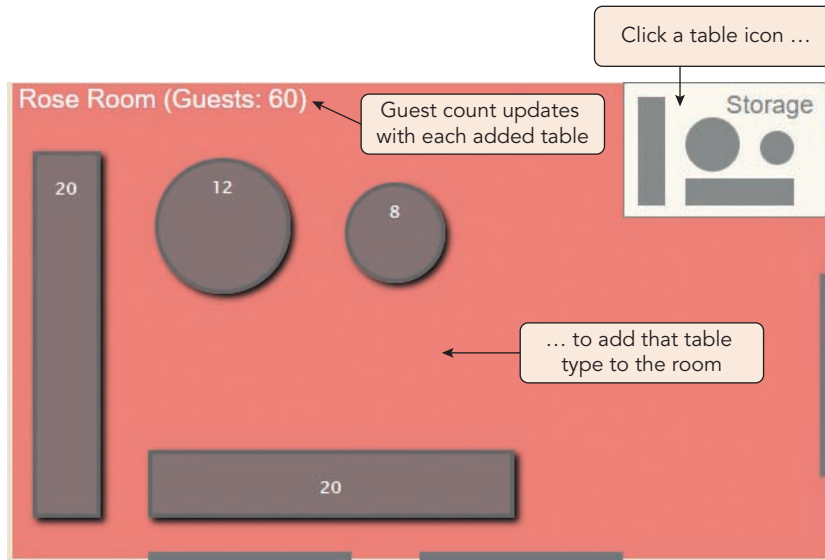 Click a table icon …
Rose Room (Guests: 60)
Guest count updates
with each added table
Storage
20
12
8
… to add that table
type to the room
20